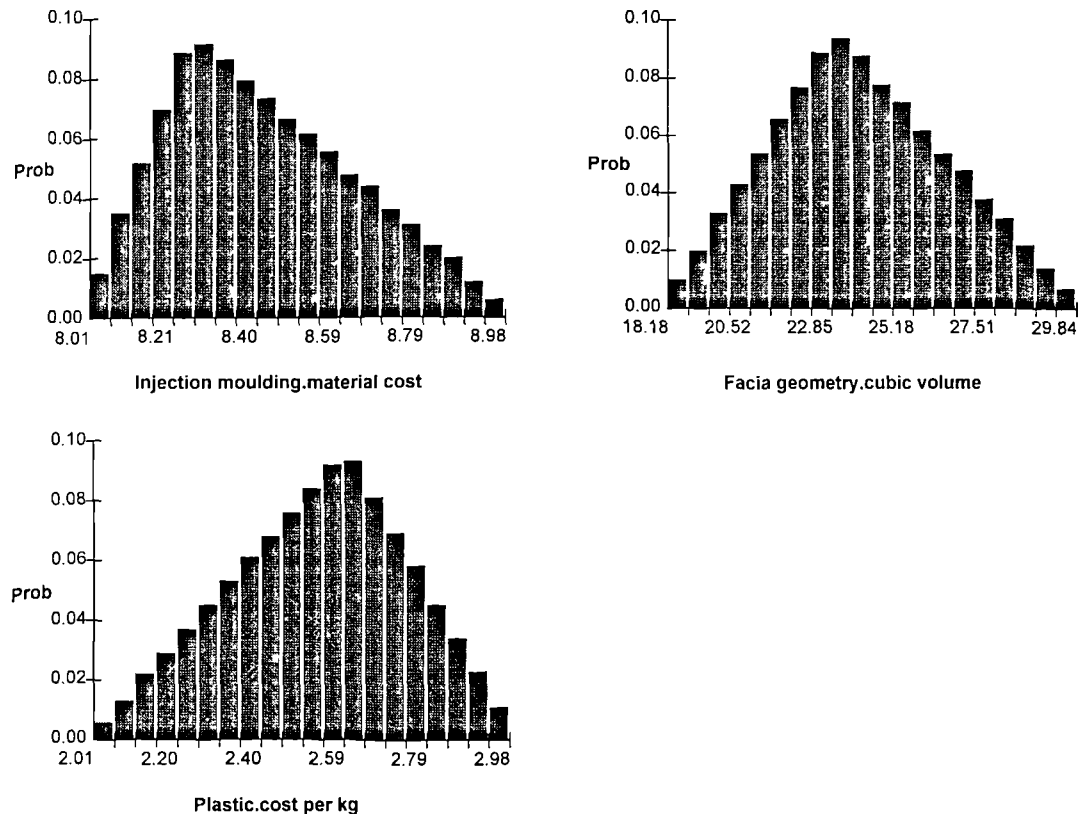 0.10
0.08
0.06
Prob
0.04
0.02
0.00
8.01 8.21 8.40 8.59 8.79 8.98
Injection moulding.material cost
0.10
0.08
0.06
Prob
0.04
0.02
0.00
18.18 20.52 22.85 25.18 27.51 29.84
Facia geometry.cubic volume
0.10
0.08
0.06
Prob
0.04
0.02
0.00
2.01 2.20 2.40 2.59 2.79 2.98
Plastic.cost per kg